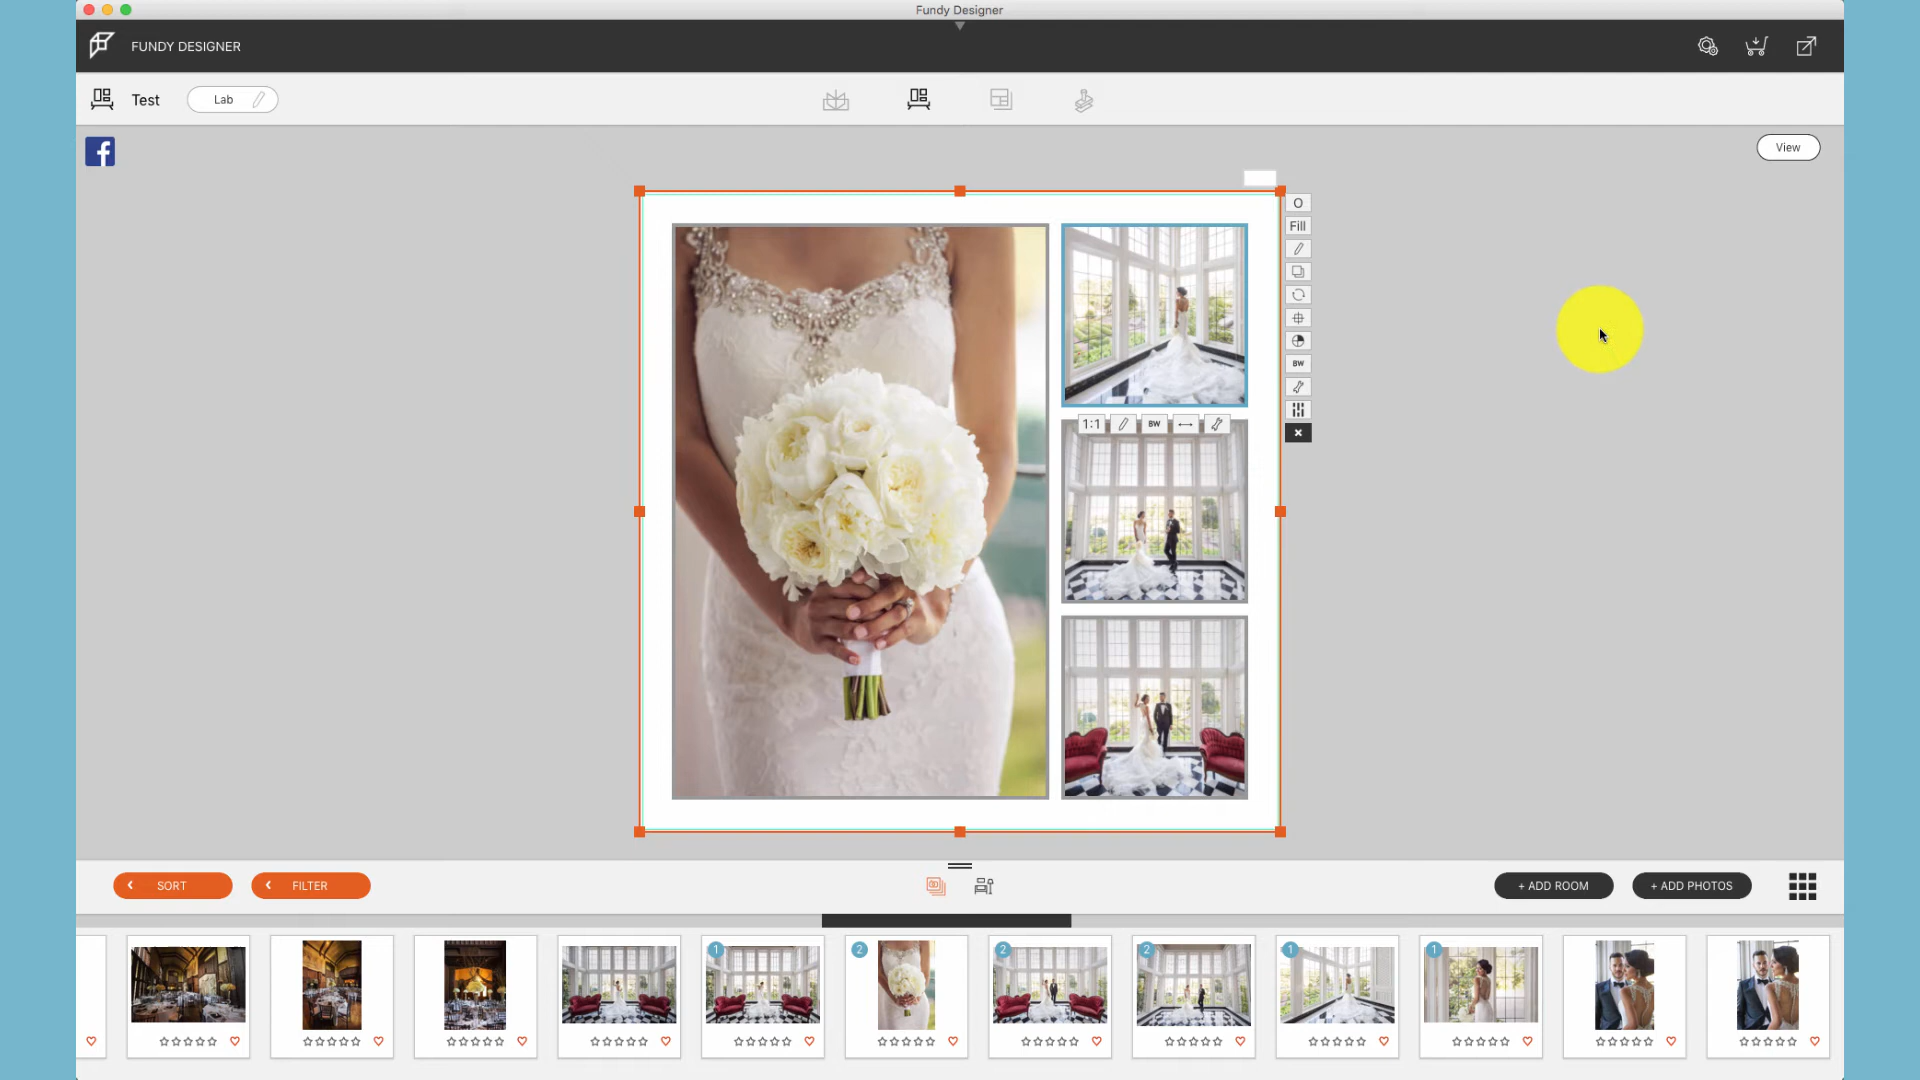 Fundy Designer
FUNDY DESIGNER
Test
Lab
View
O
Fill
BW
1:1
BW
SORT
FILTER
+ ADD ROOM
+ ADD PHOTOS
1
2
2
2
1
1